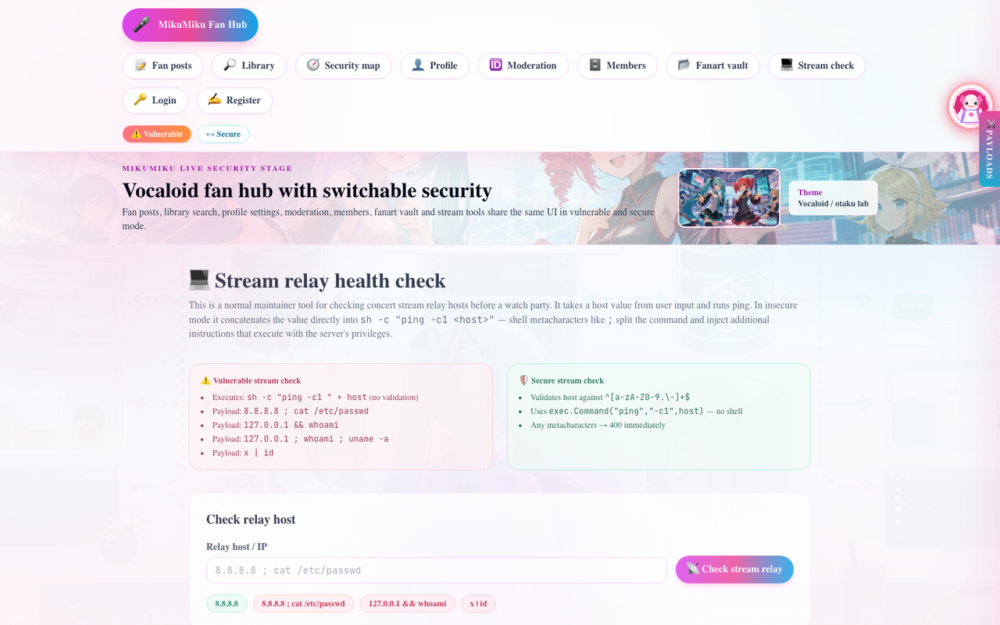 MikuMiku Fan Hub
Fan posts
Library
Security map
Profile
Moderation
Members
Fanart vault
Stream check
Login
Register
⚠️ Vulnerable
↔ Secure
PAYLOADS
MIKUMIKU LIVE SECURITY STAGE
Vocaloid fan hub with switchable security
Fan posts, library search, profile settings, moderation, members, fanart vault and stream tools share the same UI in vulnerable and secure
mode.
Theme
Vocaloid / otaku lab
Stream relay health check
This is a normal maintainer tool for checking concert stream relay hosts before a watch party. It takes a host value from user input and runs ping. In insecure
mode it concatenates the value directly into sh -c "ping -c1 <host>" — shell metacharacters like ; split the command and inject additional
instructions that execute with the server's privileges.
⚠️ Vulnerable stream check
• Executes: sh -c "ping -c1 " + host (no validation)
• Payload: 8.8.8.8 ; cat /etc/passwd
• Payload: 127.0.0.1 && whoami
• Payload: 127.0.0.1 ; whoami ; uname -a
• Payload: x | id
Secure stream check
• Validates host against ^[a-zA-Z0-9.\-]+$
• Uses exec.Command("ping","-c1",host) — no shell
• Any metacharacters → 400 immediately
Check relay host
Relay host / IP
8.8.8.8 ; cat /etc/passwd
Check stream relay
8.8.8.8
8.8.8.8 ; cat /etc/passwd
127.0.0.1 && whoami
x | id